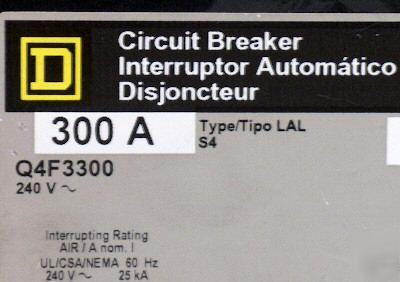 D
Circuit Breaker
Interruptor Automático
Disjoncteur
300 A
Type/Tipo LAL
S4
Q4F3300
240 V ~
Interrupting Rating
AIR / A nom. I
UL/CSA/NEMA 60 Hz
240 V ~ 25 kA